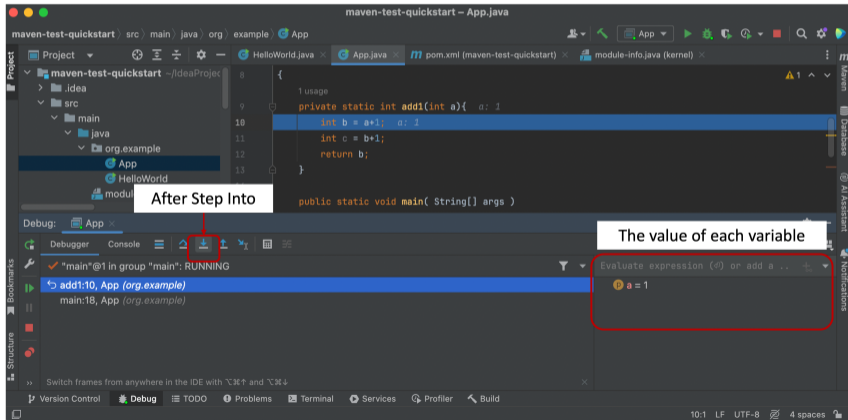 maven-test-quickstart – App.java
maven-test-quickstart › src › main › java › org › example › App
App
Project
HelloWorld.java × App.java × pom.xml (maven-test-quickstart) × module-info.java (kernel) ×
Project
maven-test-quickstart ~/IdeaProjec
.idea
src
main
java
org.example
App
HelloWorld
modu
8 {
1 usage
9 private static int add1(int a){ a: 1
10 int b = a+1; a: 1
11 int c = b+1;
12 return b;
13 }
public static void main( String[] args )
1
Maven
Database
AI Assistant
Notifications
After Step Into
The value of each variable
Debug: App ×
Debugger Console
"main"@1 in group "main": RUNNING
add1:10, App (org.example)
main:18, App (org.example)
Evaluate expression (⏎) or add a ..
a = 1
Bookmarks
Structure
Switch frames from anywhere in the IDE with ⌥⌘↑ and ⌥⌘↓
Version Control Debug TODO Problems Terminal Services Profiler Build
10:1 LF UTF-8 4 spaces